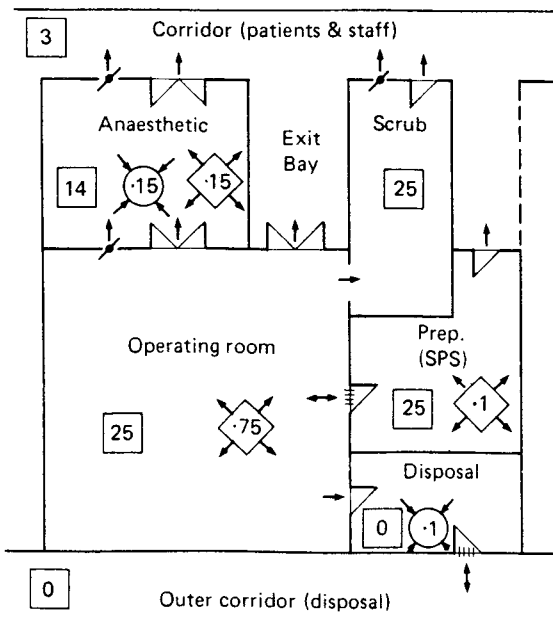 Corridor (patients & staff)
3
Anaesthetic
Scrub
Exit
Bay
14
·15
·15
25
Operating room
Prep.
(SPS)
25
·75
25
·1
Disposal
0
·1
0
Outer corridor (disposal)